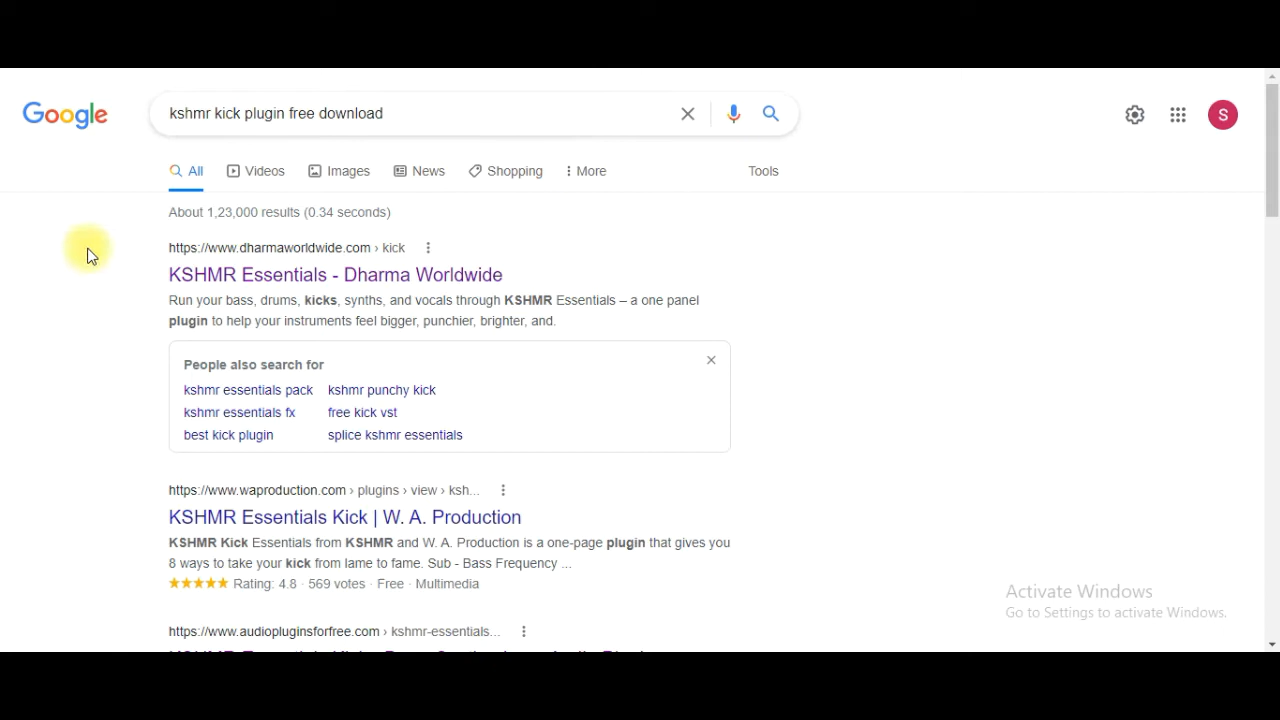 Google
kshmr kick plugin free download
S
All Videos Images News Shopping More Tools
About 1,23,000 results (0.34 seconds)
https://www.dharmaworldwide.com › kick
KSHMR Essentials - Dharma Worldwide
Run your bass, drums, kicks, synths, and vocals through KSHMR Essentials – a one panel
plugin to help your instruments feel bigger, punchier, brighter, and.
People also search for
kshmr essentials pack kshmr punchy kick
kshmr essentials fx free kick vst
best kick plugin splice kshmr essentials
https://www.waproduction.com › plugins › view › ksh...
KSHMR Essentials Kick | W. A. Production
KSHMR Kick Essentials from KSHMR and W. A. Production is a one-page plugin that gives you
8 ways to take your kick from lame to fame. Sub - Bass Frequency ...
Rating: 4.8 · 569 votes · Free · Multimedia
Activate Windows
Go to Settings to activate Windows.
https://www.audiopluginsforfree.com › kshmr-essentials...